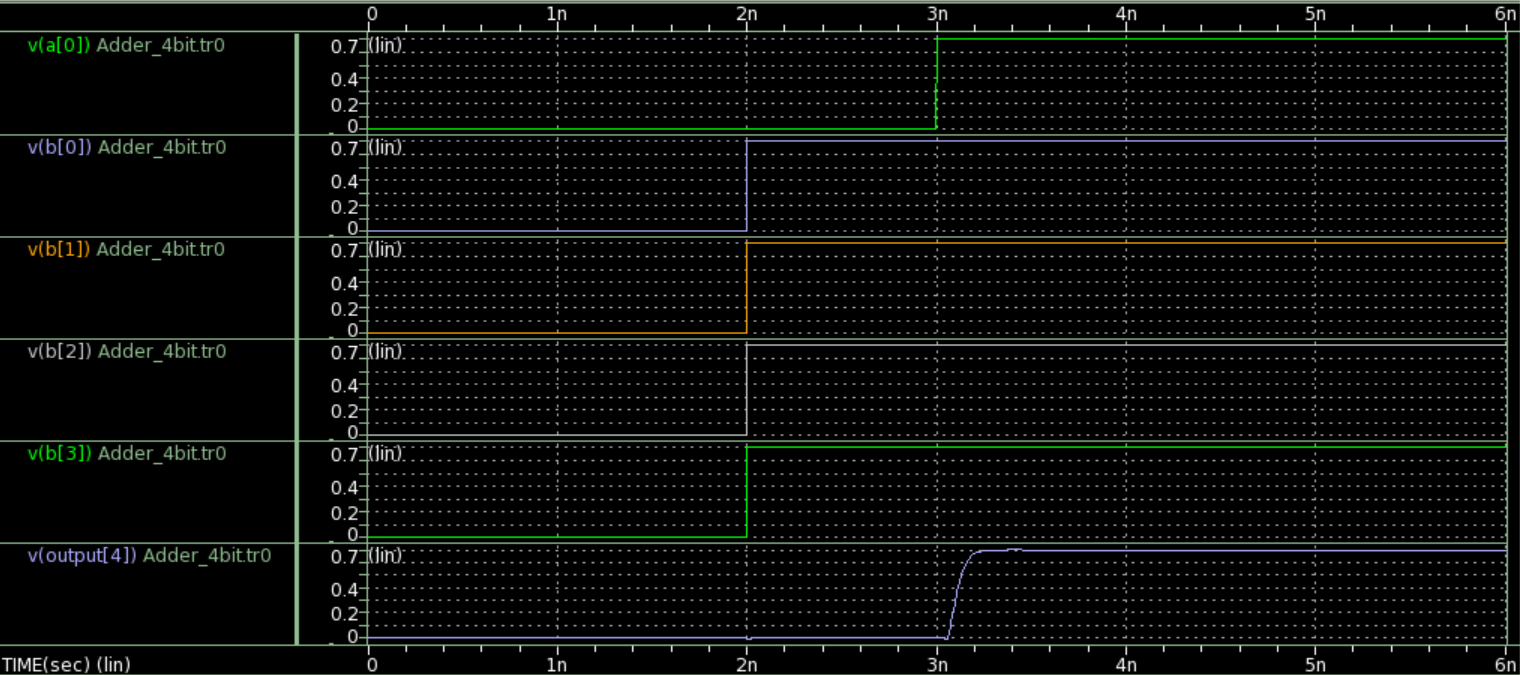 0 1n 2n 3n 4n 5n 6n
v(a[0]) Adder_4bit.tr0 0.7 (lin)
0.4
0.2
0
v(b[0]) Adder_4bit.tr0 0.7 (lin)
0.4
0.2
0
v(b[1]) Adder_4bit.tr0 0.7 (lin)
0.4
0.2
0
v(b[2]) Adder_4bit.tr0 0.7 (lin)
0.4
0.2
0
v(b[3]) Adder_4bit.tr0 0.7 (lin)
0.4
0.2
0
v(output[4]) Adder_4bit.tr0 0.7 (lin)
0.4
0.2
0
TIME(sec) (lin) 0 1n 2n 3n 4n 5n 6n